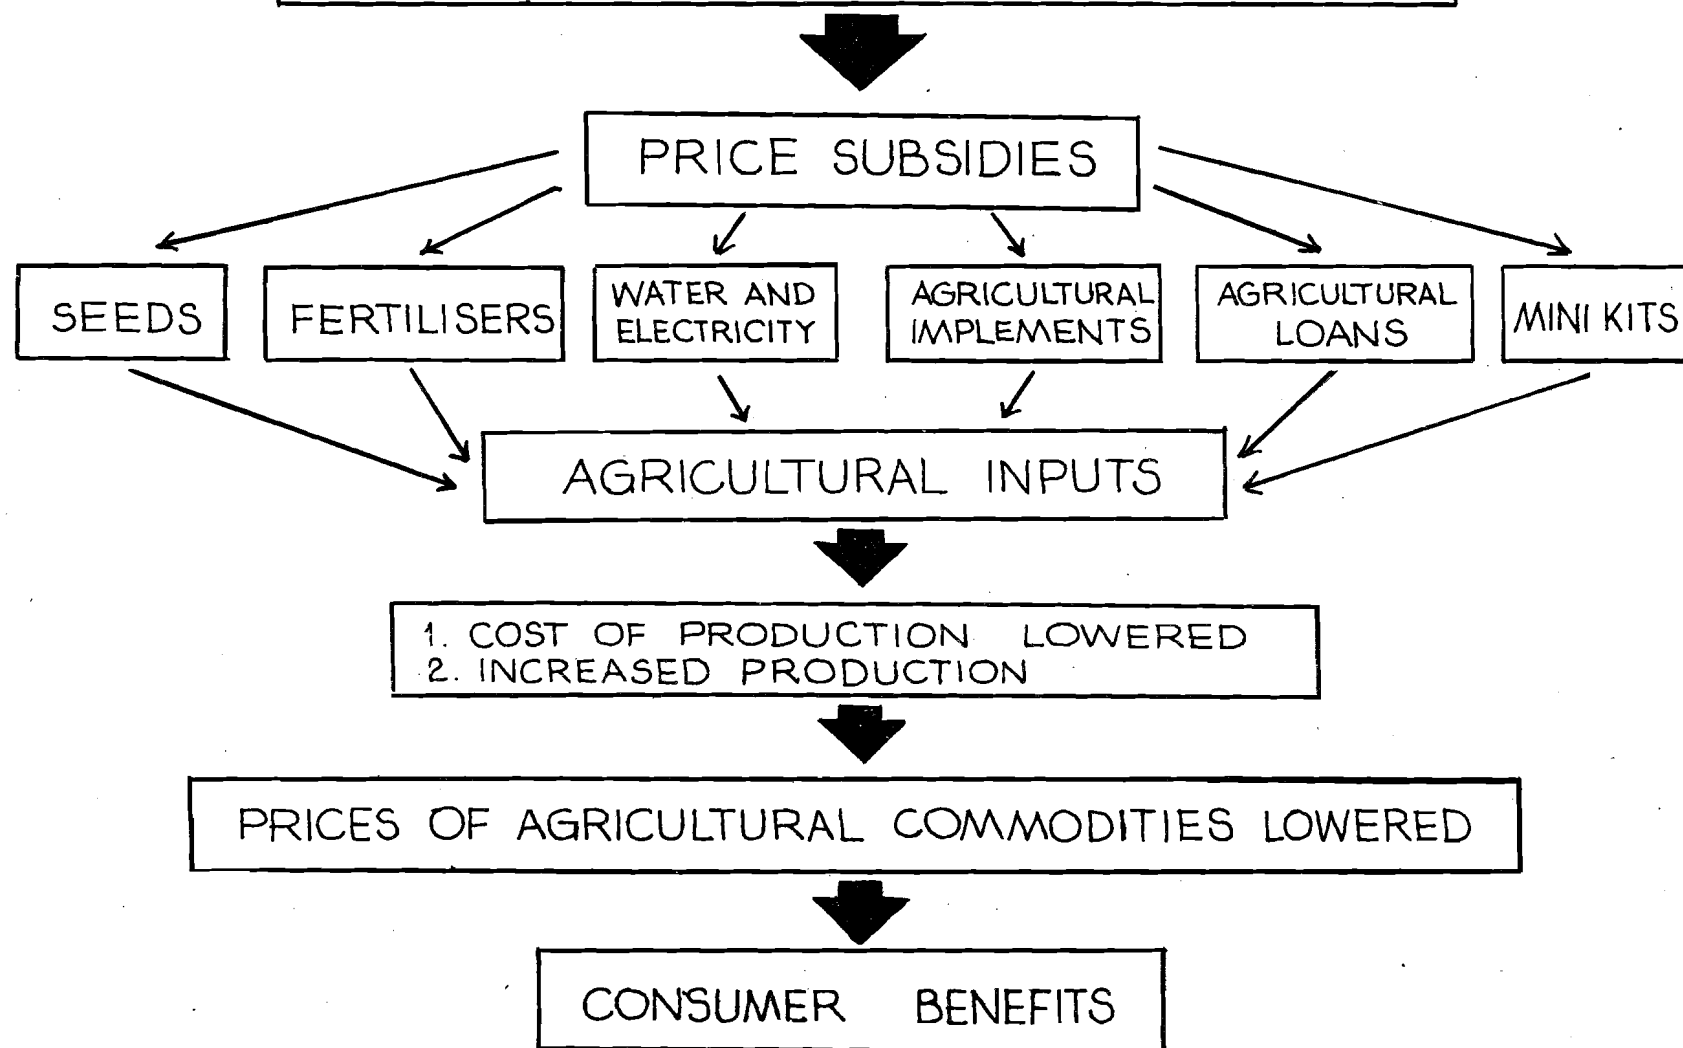 PRICE SUBSIDIES
SEEDS
FERTILISERS
WATER AND
ELECTRICITY
AGRICULTURAL
IMPLEMENTS
AGRICULTURAL
LOANS
MINI KITS
AGRICULTURAL INPUTS
1. COST OF PRODUCTION LOWERED
2. INCREASED PRODUCTION
PRICES OF AGRICULTURAL COMMODITIES LOWERED
CONSUMER BENEFITS